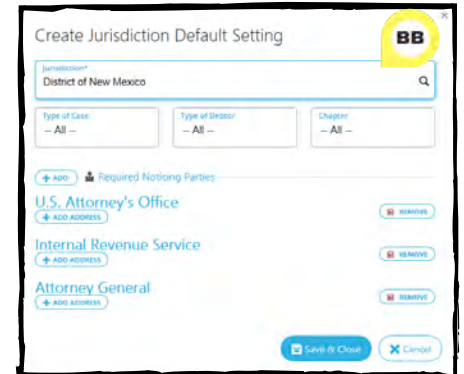 Create Jurisdiction Default Setting
BB
×
Jurisdiction*
District of New Mexico
Type of Case
Type of Debtor
Chapter
-- All --
-- All --
-- All --
+ ADD
Required Noticing Parties
U.S. Attorney's Office
+ ADD ADDRESS
REMOVE
Internal Revenue Service
+ ADD ADDRESS
REMOVE
Attorney General
+ ADD ADDRESS
REMOVE
Save & Close
Cancel